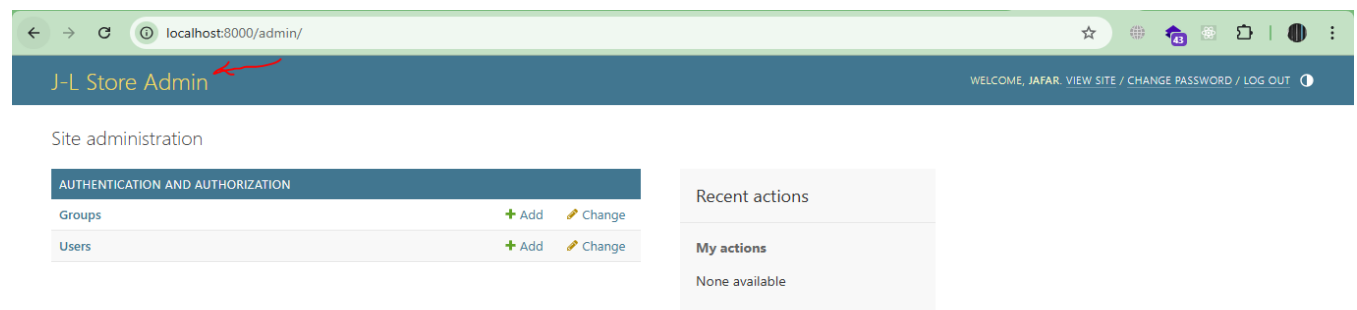 localhost:8000/admin/
43
J-L Store Admin
WELCOME, JAFAR. VIEW SITE / CHANGE PASSWORD / LOG OUT
Site administration
AUTHENTICATION AND AUTHORIZATION
Groups + Add Change
Users + Add Change
Recent actions
My actions
None available